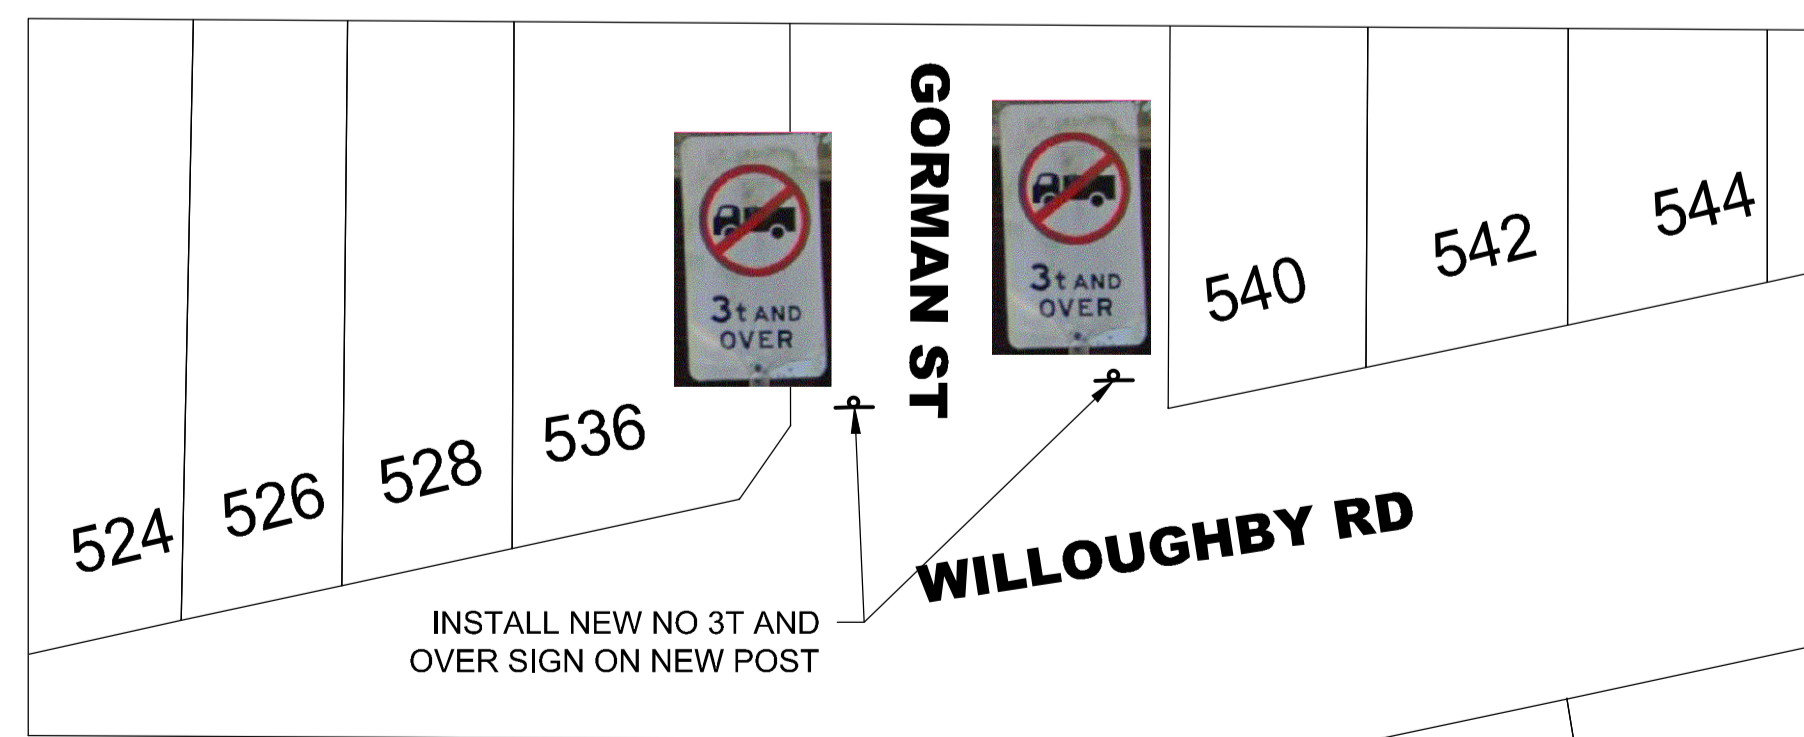 GORMAN ST
3t AND
OVER
3t AND
OVER
524
526
528
536
540
542
544
WILLOUGHBY RD
INSTALL NEW NO 3T AND
OVER SIGN ON NEW POST